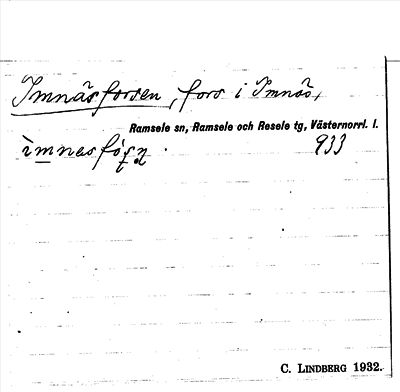 Imnäsforsen, fors i Imnäs,
Ramsele sn, Ramsele och Resele tg, Västernorrl. l.
933
C. LINDBERG 1932.